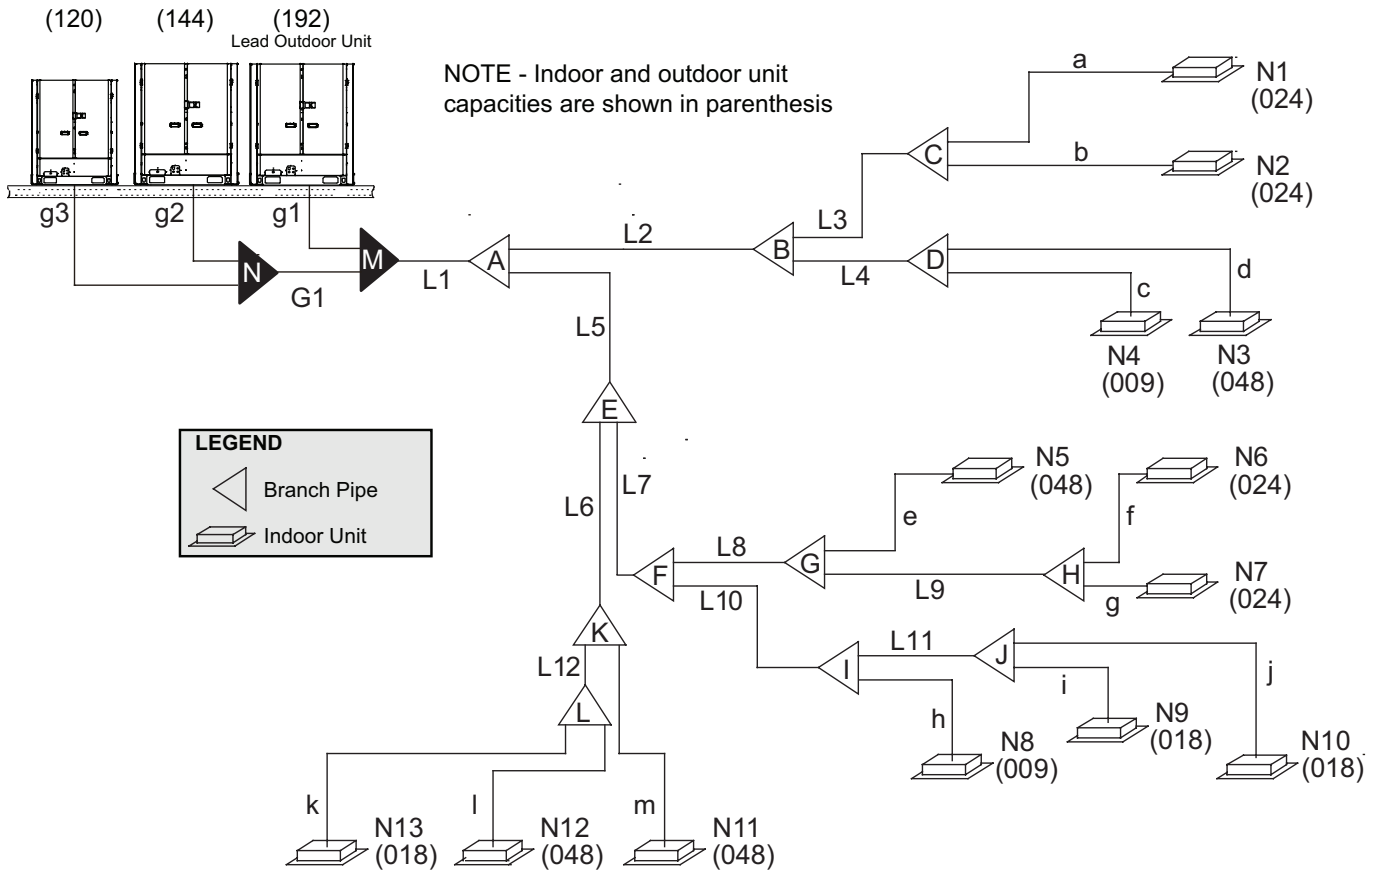 (120) (144) (192)
Lead Outdoor Unit
NOTE - Indoor and outdoor unit
capacities are shown in parenthesis
a
N1
(024)
C
b
N2
(024)
g3 g2 g1
L3
L2
B
M
A
N
L1
G1
L4
D
d
c
L5
N4
(009)
N3
(048)
E
LEGEND
Branch Pipe
Indoor Unit
L6
L7
N5
(048)
N6
(024)
e
f
L8
G
F
H
L9
L10
g
N7
(024)
K
L11
J
L12
I
i
j
L
h
N8
(009)
N9
(018)
N10
(018)
k
l
m
N13
(018)
N12
(048)
N11
(048)